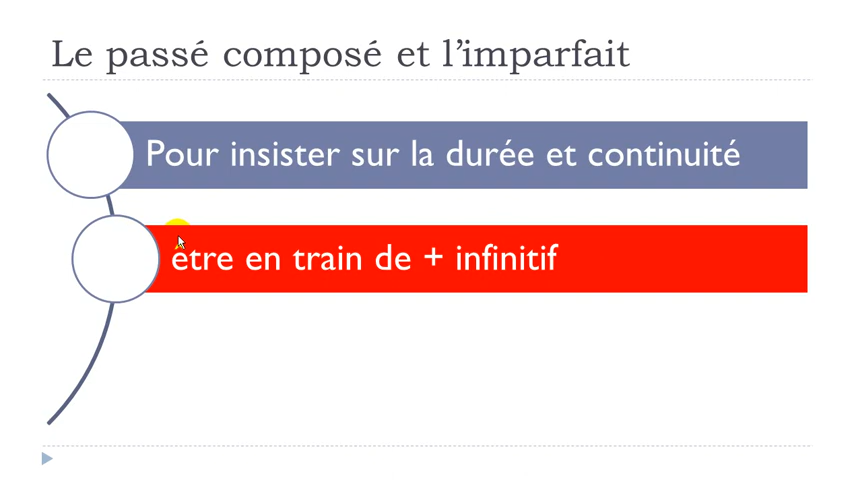 Le passé composé et l’imparfait
Pour insister sur la durée et continuité
être en train de + infinitif